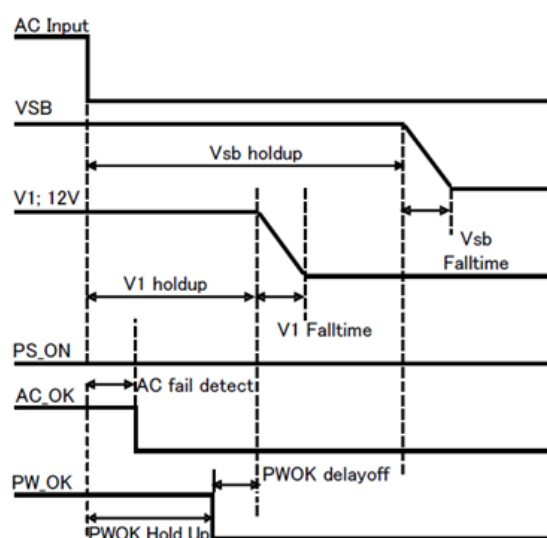 AC Input
VSB
Vsb holdup
V1; 12V
Vsb
Falltime
V1 holdup
V1 Falltime
PS_ON
AC fail detect
AC_OK
PWOK delayoff
PW_OK
PWOK Hold Up